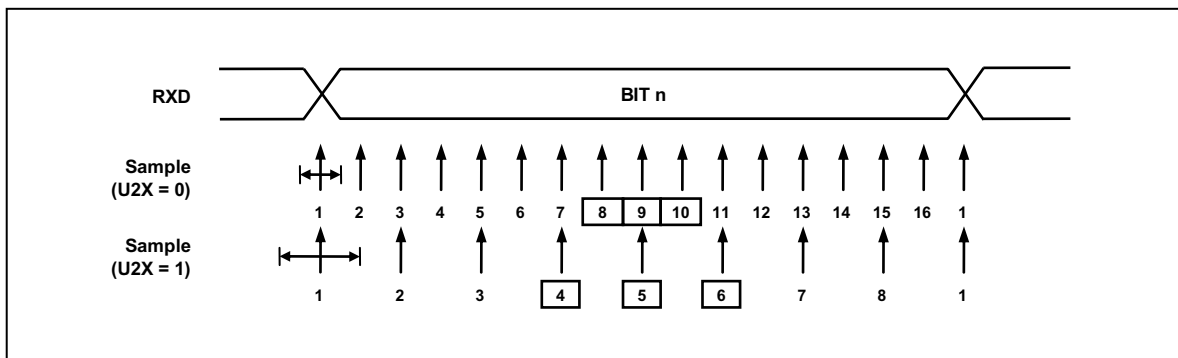 RXD
BIT n
Sample
(U2X = 0)
1 2 3 4 5 6 7 8 9 10 11 12 13 14 15 16 1
Sample
(U2X = 1)
1 2 3 4 5 6 7 8 1